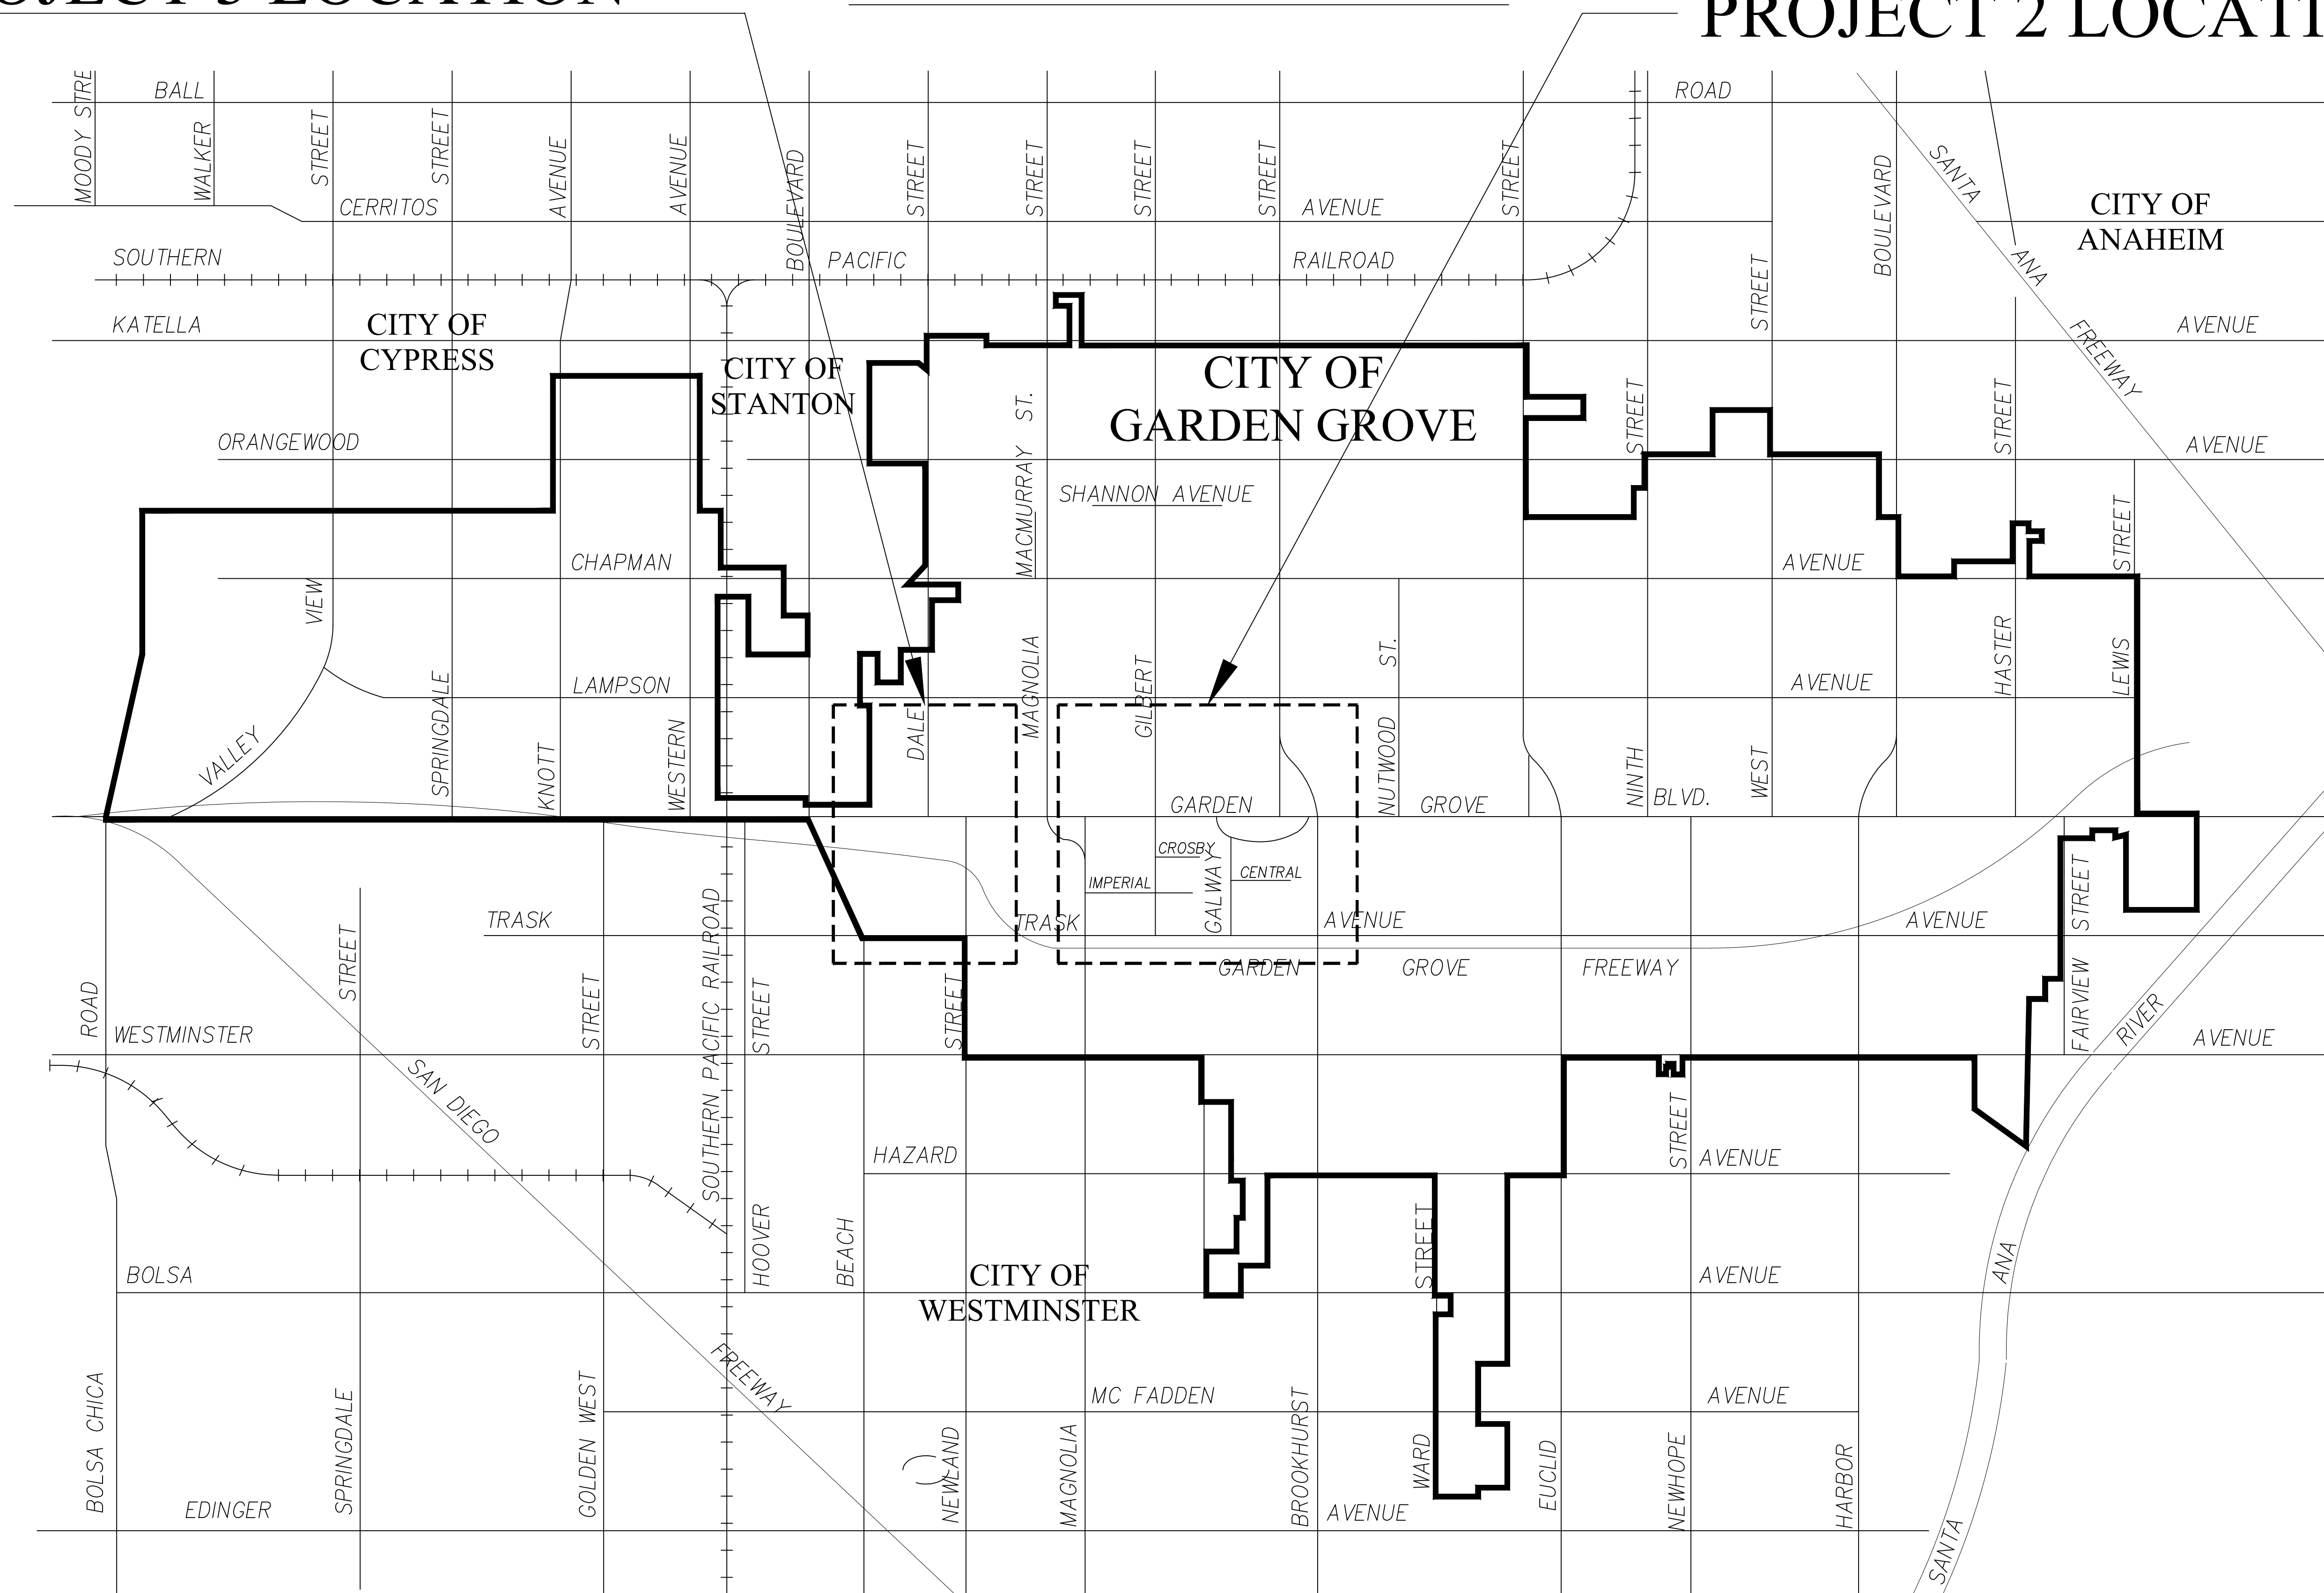 PROJECT 2 LOCATI
BALL
ROAD
MOODY STRE
WALKER
STREET
STREET
AVENUE
AVENUE
BOULEVARD
STREET
STREET
STREET
STREET
STREET
BOULEVARD
SANTA
ANA
FREEWAY
CITY OF
ANAHEIM
CERRITOS
AVENUE
SOUTHERN
PACIFIC
RAILROAD
STREET
KATELLA
AVENUE
CITY OF
CYPRESS
CITY OF
STANTON
CITY OF
GARDEN GROVE
MACMURRAY ST.
STREET
STREET
ORANGEWOOD
AVENUE
SHANNON AVENUE
STREET
CHAPMAN
AVENUE
VIEW
VALLEY
SPRINGDALE
KNOTT
WESTERN
LAMPSON
AVENUE
DALE
MAGNOLIA
GILBERT
NUTWOOD ST.
NINTH
WEST
HASTER
LEWIS
GARDEN
GROVE
BLVD.
CROSBY
IMPERIAL
GALWAY
CENTRAL
TRASK
TRASK
AVENUE
AVENUE
FAIRVIEW STREET
GARDEN
GROVE
FREEWAY
ROAD
STREET
STREET
SOUTHERN PACIFIC RAILROAD
STREET
STREET
WESTMINSTER
AVENUE
RIVER
SAN DIEGO
FREEWAY
HAZARD
STREET
AVENUE
HOOVER
BEACH
STREET
BOLSA
AVENUE
ANA
CITY OF
WESTMINSTER
MC FADDEN
AVENUE
BOLSA CHICA
SPRINGDALE
GOLDEN WEST
NEWLAND
MAGNOLIA
BROOKHURST
WARD
EUCLID
NEWHOPE
HARBOR
EDINGER
AVENUE
SANTA